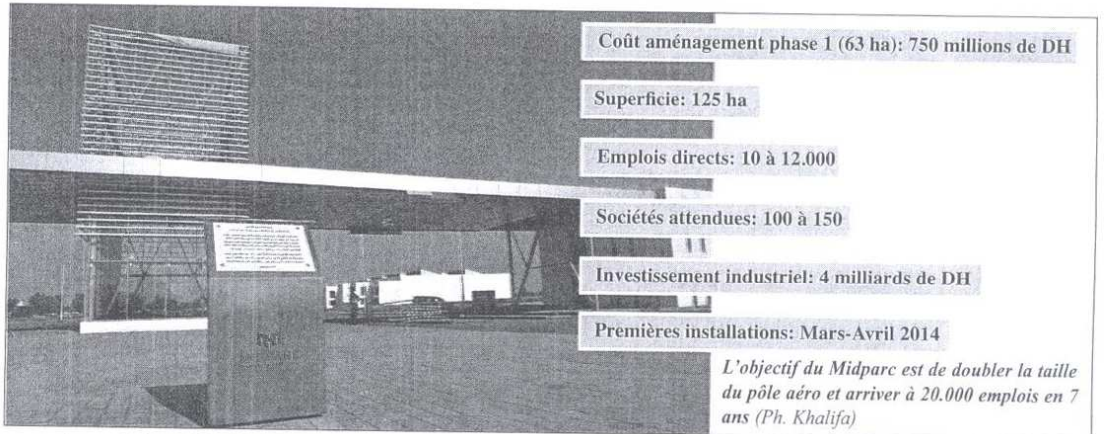 Coût aménagement phase 1 (63 ha): 750 millions de DH
Superficie: 125 ha
Emplois directs: 10 à 12.000
Sociétés attendues: 100 à 150
Investissement industriel: 4 milliards de DH
Premières installations: Mars-Avril 2014
L'objectif du Midparc est de doubler la taille
du pôle aéro et arriver à 20.000 emplois en 7
ans (Ph. Khalifa)